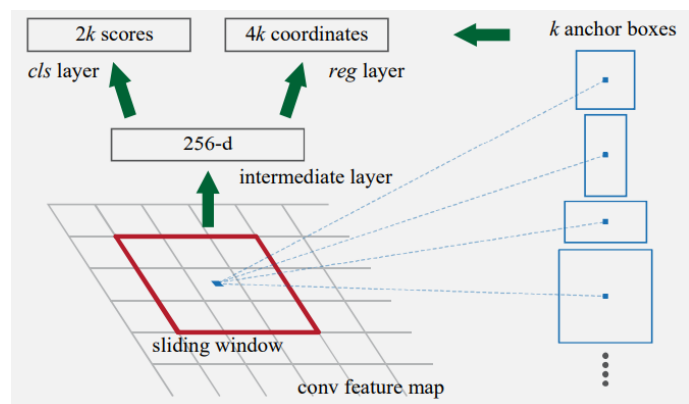 2k scores
4k coordinates
k anchor boxes
cls layer
reg layer
256-d
intermediate layer
sliding window
conv feature map